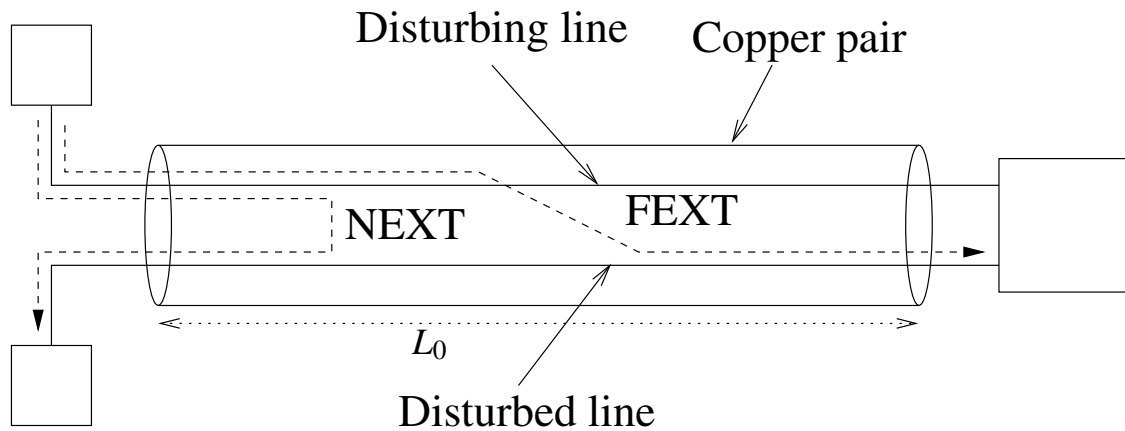 Disturbing line
Copper pair
NEXT
FEXT
L₀
Disturbed line